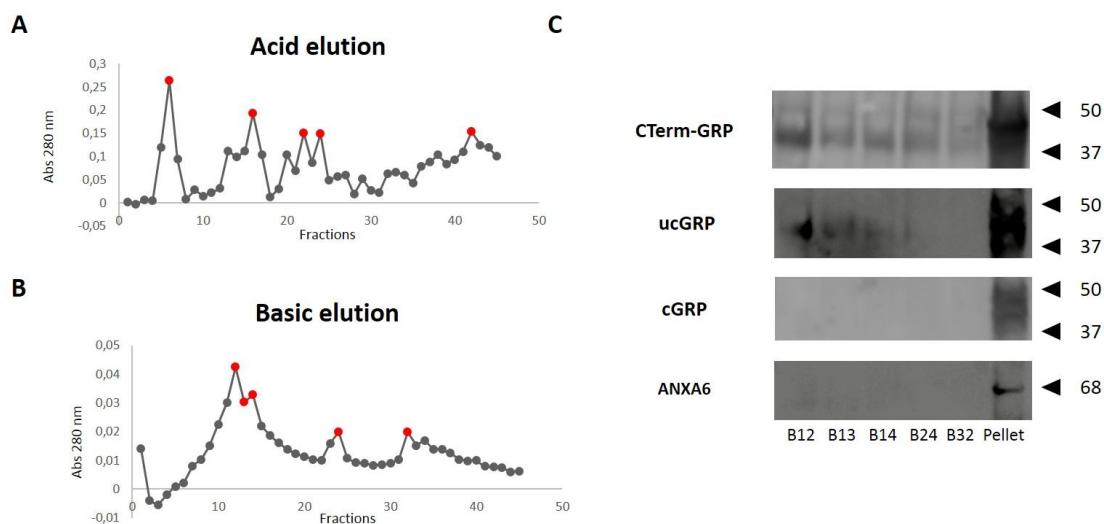 A
Acid elution
Abs 280 nm
0,3
0,25
0,2
0,15
0,1
0,05
0
-0,05
0 10 20 30 40 50
Fractions
B
Basic elution
Abs 280 nm
0,05
0,04
0,03
0,02
0,01
0
-0,01
0 10 20 30 40 50
Fractions
C
CTerm-GRP
50
37
ucGRP
50
37
cGRP
50
37
ANXA6
68
B12 B13 B14 B24 B32 Pellet